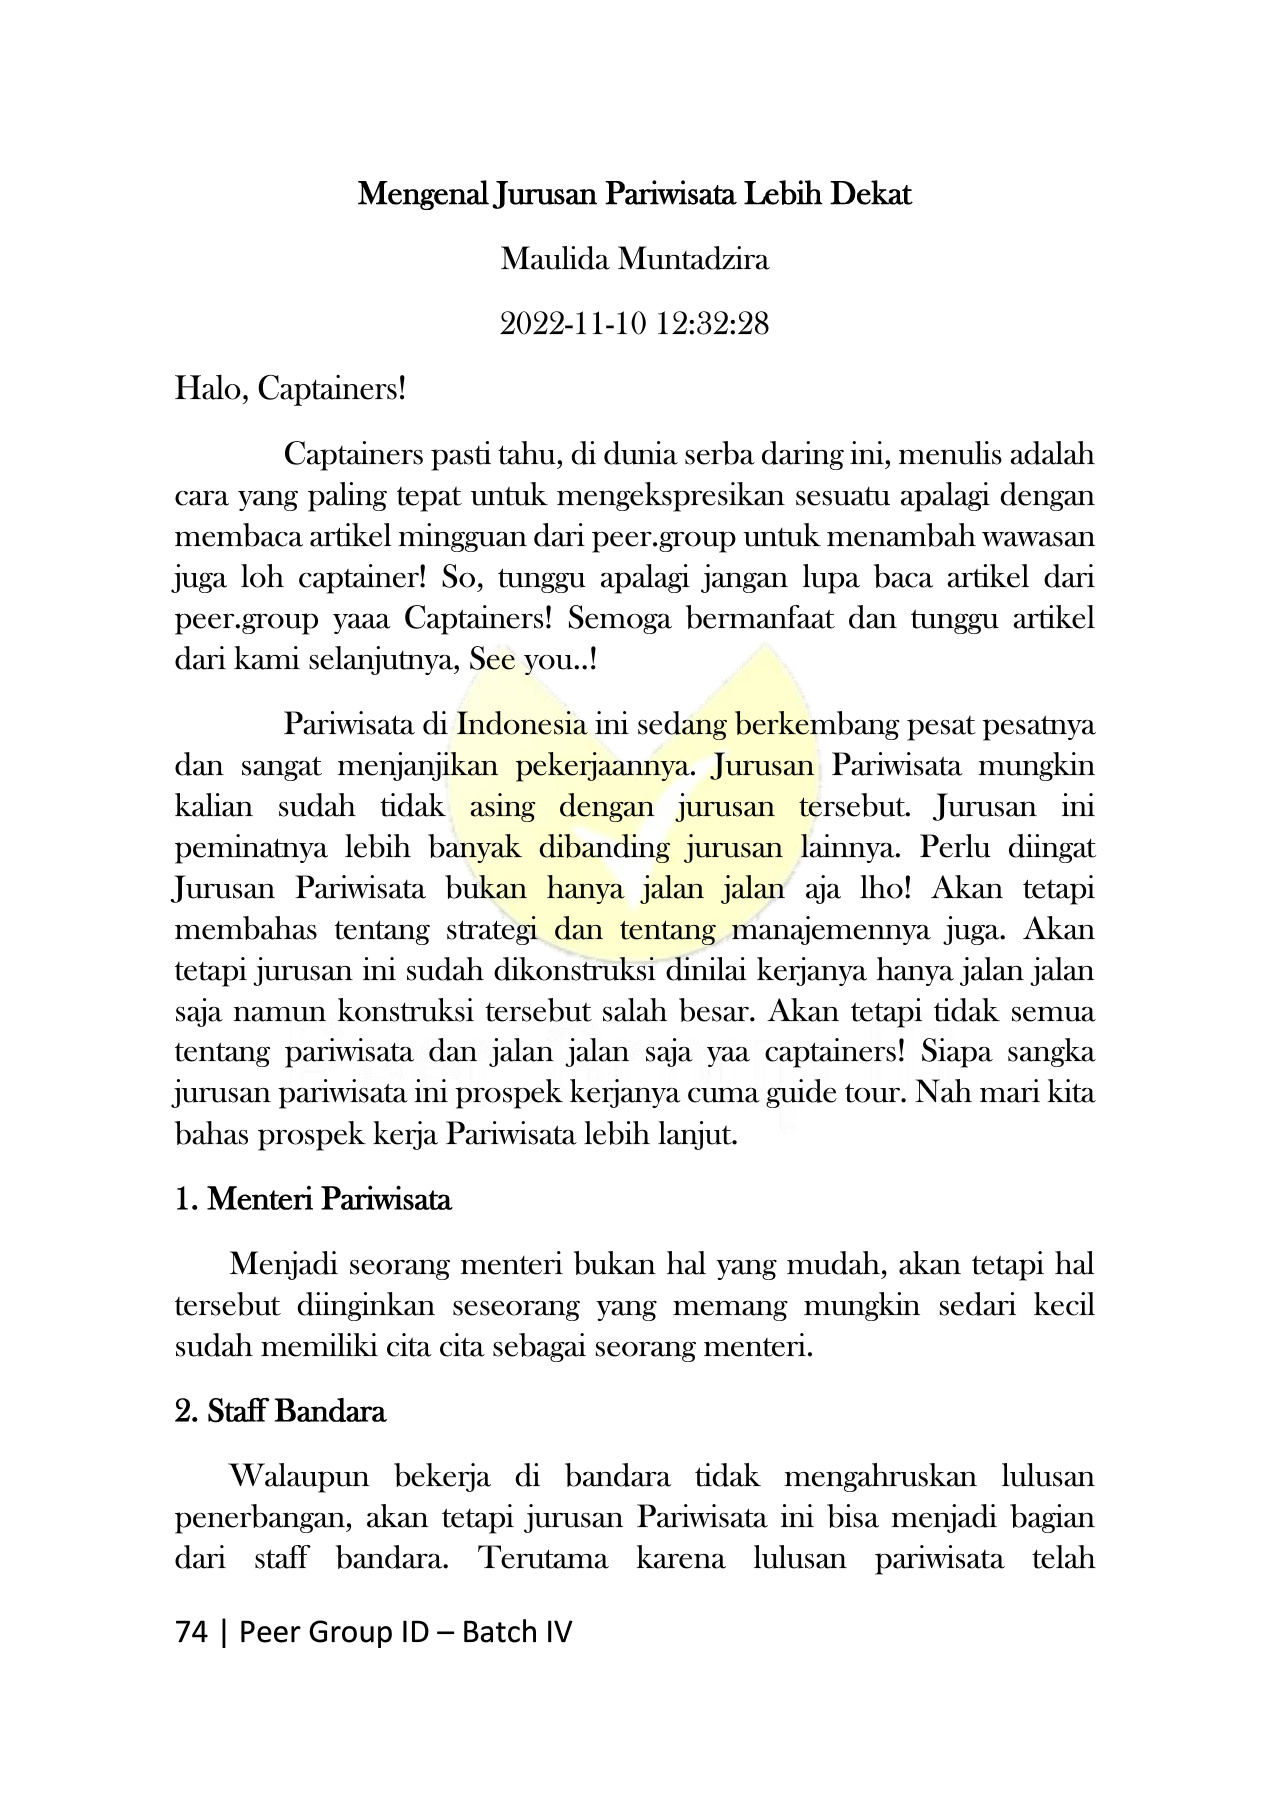 Mengenal Jurusan Pariwisata Lebih Dekat
Maulida Muntadzira
2022-11-10 12:32:28
Halo, Captainers!
Captainers pasti tahu, di dunia serba daring ini, menulis adalah
cara yang paling tepat untuk mengekspresikan sesuatu apalagi dengan
membaca artikel mingguan dari peer.group untuk menambah wawasan
juga loh captainer! So, tunggu apalagi jangan lupa baca artikel dari
peer.group yaaa Captainers! Semoga bermanfaat dan tunggu artikel
dari kami selanjutnya, See you..!
Pariwisata di Indonesia ini sedang berkembang pesat pesatnya
dan sangat menjanjikan pekerjaannya. Jurusan Pariwisata mungkin
kalian sudah tidak asing dengan jurusan tersebut. Jurusan ini
peminatnya lebih banyak dibanding jurusan lainnya. Perlu diingat
Jurusan Pariwisata bukan hanya jalan jalan aja lho! Akan tetapi
membahas tentang strategi dan tentang manajemennya juga. Akan
tetapi jurusan ini sudah dikonstruksi dinilai kerjanya hanya jalan jalan
saja namun konstruksi tersebut salah besar. Akan tetapi tidak semua
tentang pariwisata dan jalan jalan saja yaa captainers! Siapa sangka
jurusan pariwisata ini prospek kerjanya cuma guide tour. Nah mari kita
bahas prospek kerja Pariwisata lebih lanjut.
1. Menteri Pariwisata
Menjadi seorang menteri bukan hal yang mudah, akan tetapi hal
tersebut diinginkan seseorang yang memang mungkin sedari kecil
sudah memiliki cita cita sebagai seorang menteri.
2. Staff Bandara
Walaupun bekerja di bandara tidak mengahruskan lulusan
penerbangan, akan tetapi jurusan Pariwisata ini bisa menjadi bagian
dari staff bandara. Terutama karena lulusan pariwisata telah
74 | Peer Group ID – Batch IV